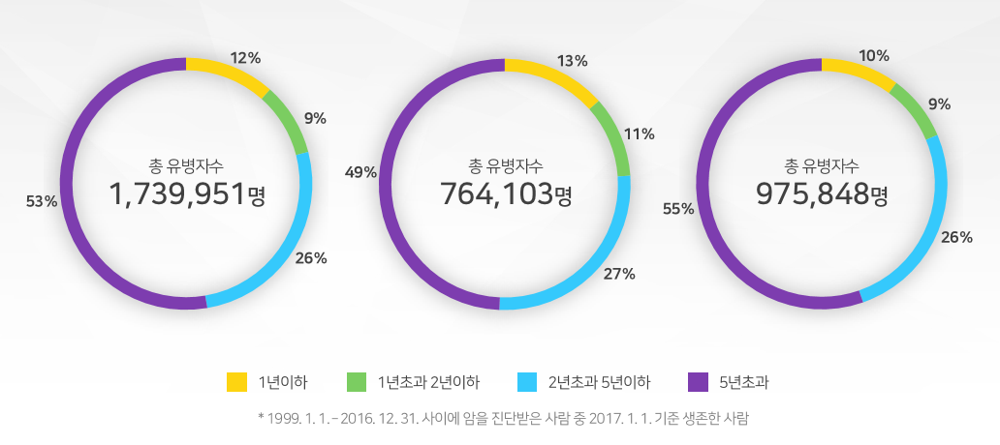 12%
9%
26%
53%
총 유병자수
1,739,951명
13%
11%
27%
49%
총 유병자수
764,103명
10%
9%
26%
55%
총 유병자수
975,848명
1년이하
1년초과 2년이하
2년초과 5년이하
5년초과
* 1999. 1. 1. – 2016. 12. 31. 사이에 암을 진단받은 사람 중 2017. 1. 1. 기준 생존한 사람